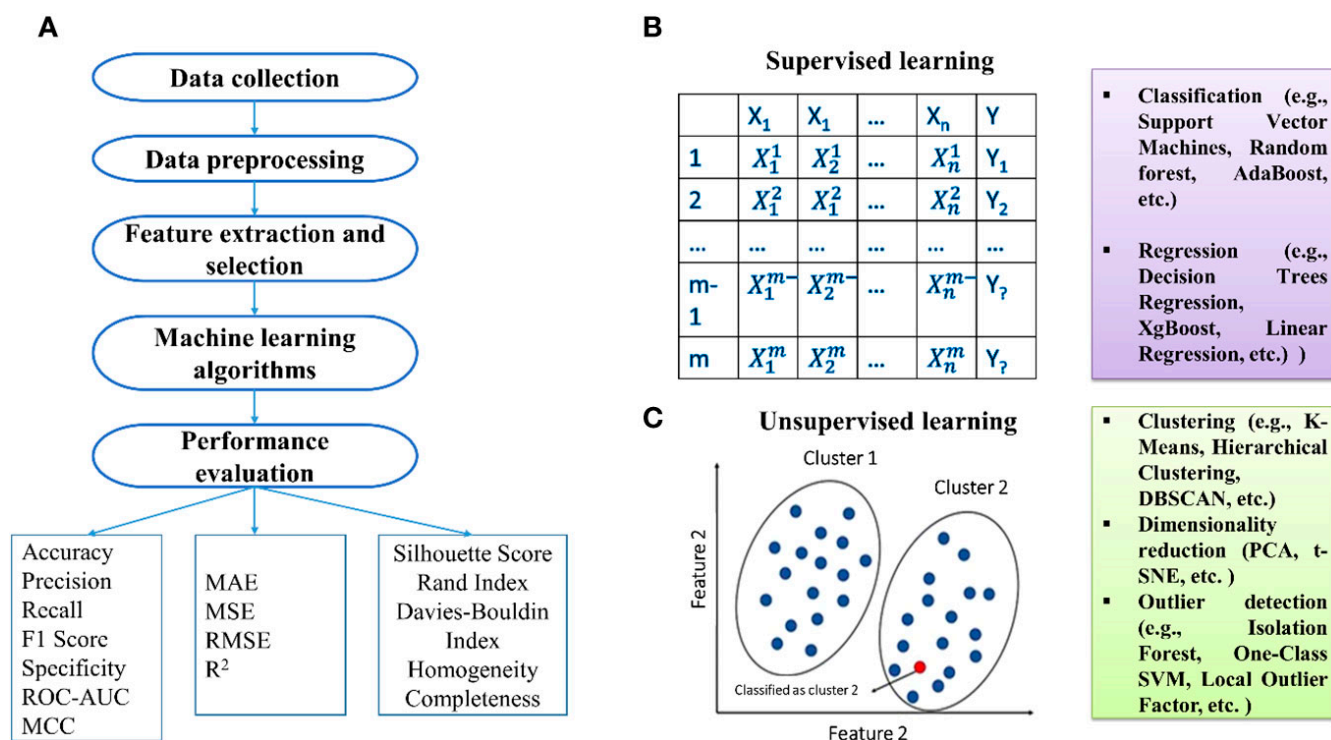 A
Data collection
Data preprocessing
Feature extraction and
selection
Machine learning
algorithms
Performance
evaluation
Accuracy
Precision
Recall
F1 Score
Specificity
ROC-AUC
MCC
MAE
MSE
RMSE
R²
Silhouette Score
Rand Index
Davies-Bouldin
Index
Homogeneity
Completeness
B
Supervised learning
X₁ X₁ ... Xₙ Y
1 X₁¹ X₂¹ ... Xₙ¹ Y₁
2 X₁² X₁² ... Xₙ² Y₂
... ... ... ... ... ...
m- X₁ᵐ⁻ X₂ᵐ⁻ ... Xₙᵐ⁻ Y?
1
m X₁ᵐ X₂ᵐ ... Xₙᵐ Y?
▪ Classification (e.g.,
Support Vector
Machines, Random
forest, AdaBoost,
etc.)
▪ Regression (e.g.,
Decision Trees
Regression,
XgBoost, Linear
Regression, etc.) )
C
Unsupervised learning
Cluster 1
Cluster 2
Feature 2
Classified as cluster 2
Feature 2
▪ Clustering (e.g., K-
Means, Hierarchical
Clustering,
DBSCAN, etc.)
▪ Dimensionality
reduction (PCA, t-
SNE, etc. )
▪ Outlier detection
(e.g., Isolation
Forest, One-Class
SVM, Local Outlier
Factor, etc. )